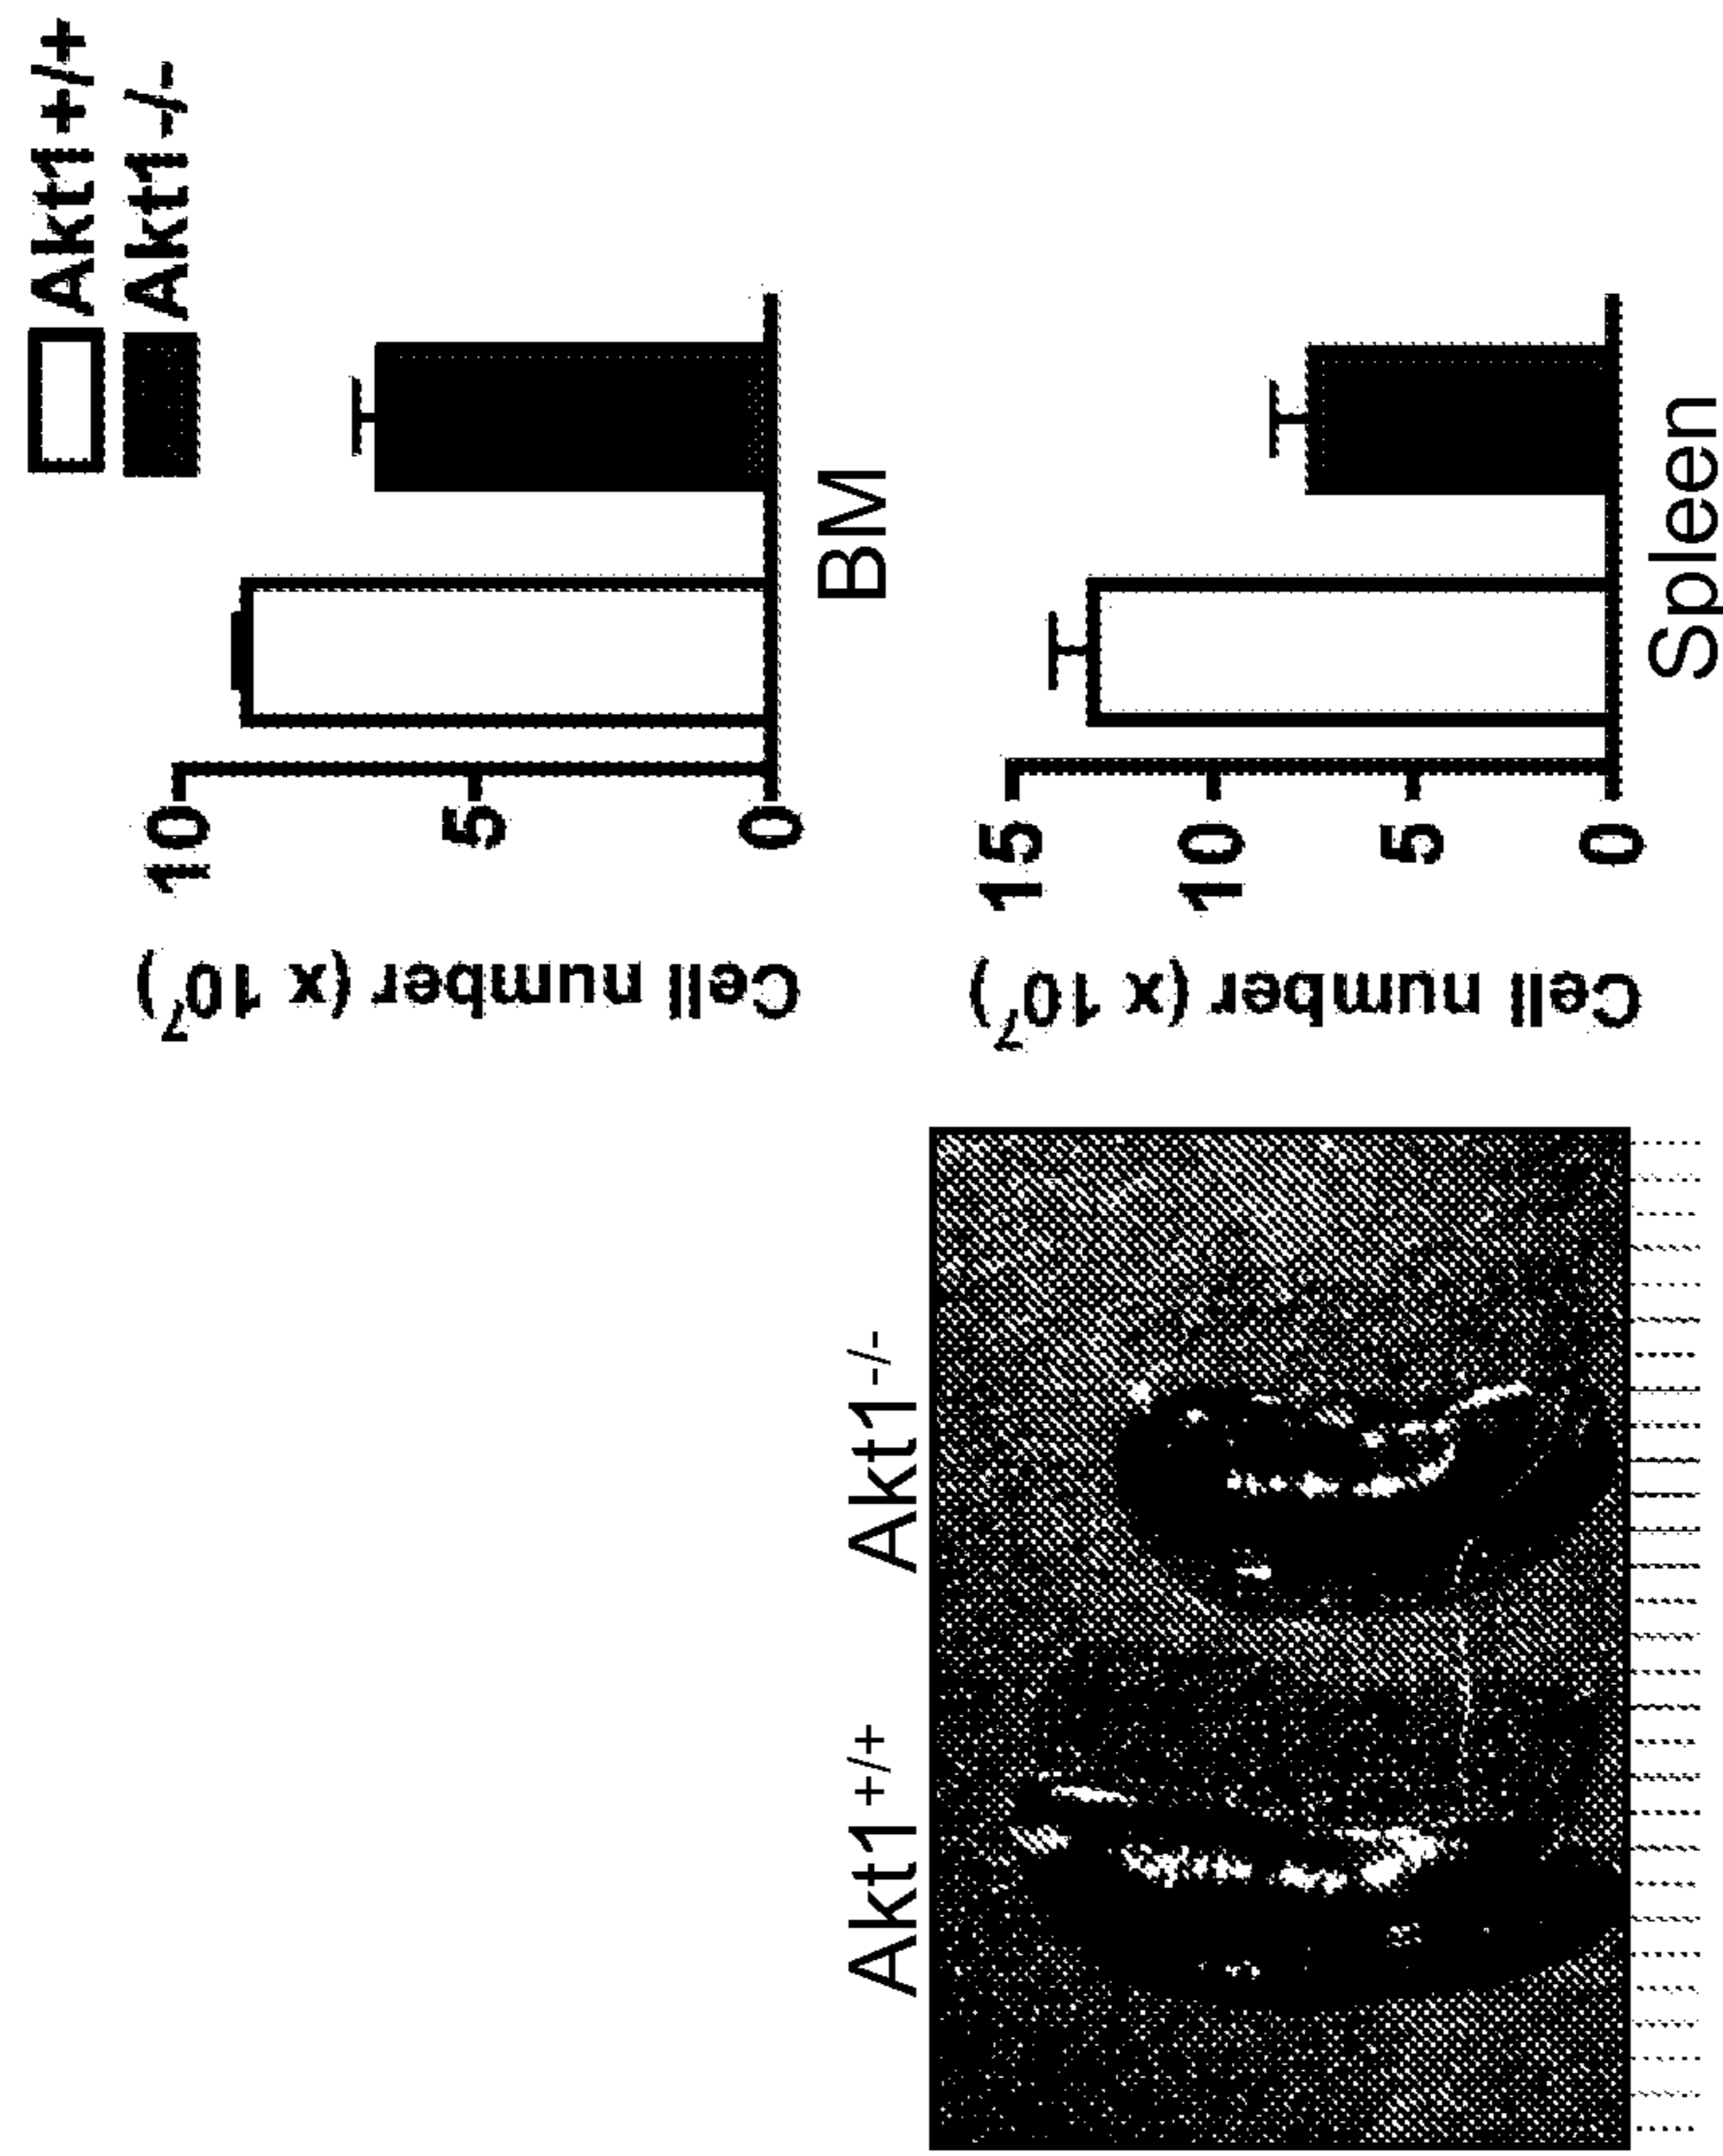 Akt1+/+
Akt1-/-
Cell number (x 10⁷)
10
5
0
BM
Akt1+/+
Akt1-/-
Cell number (x 10⁷)
15
10
5
0
Spleen